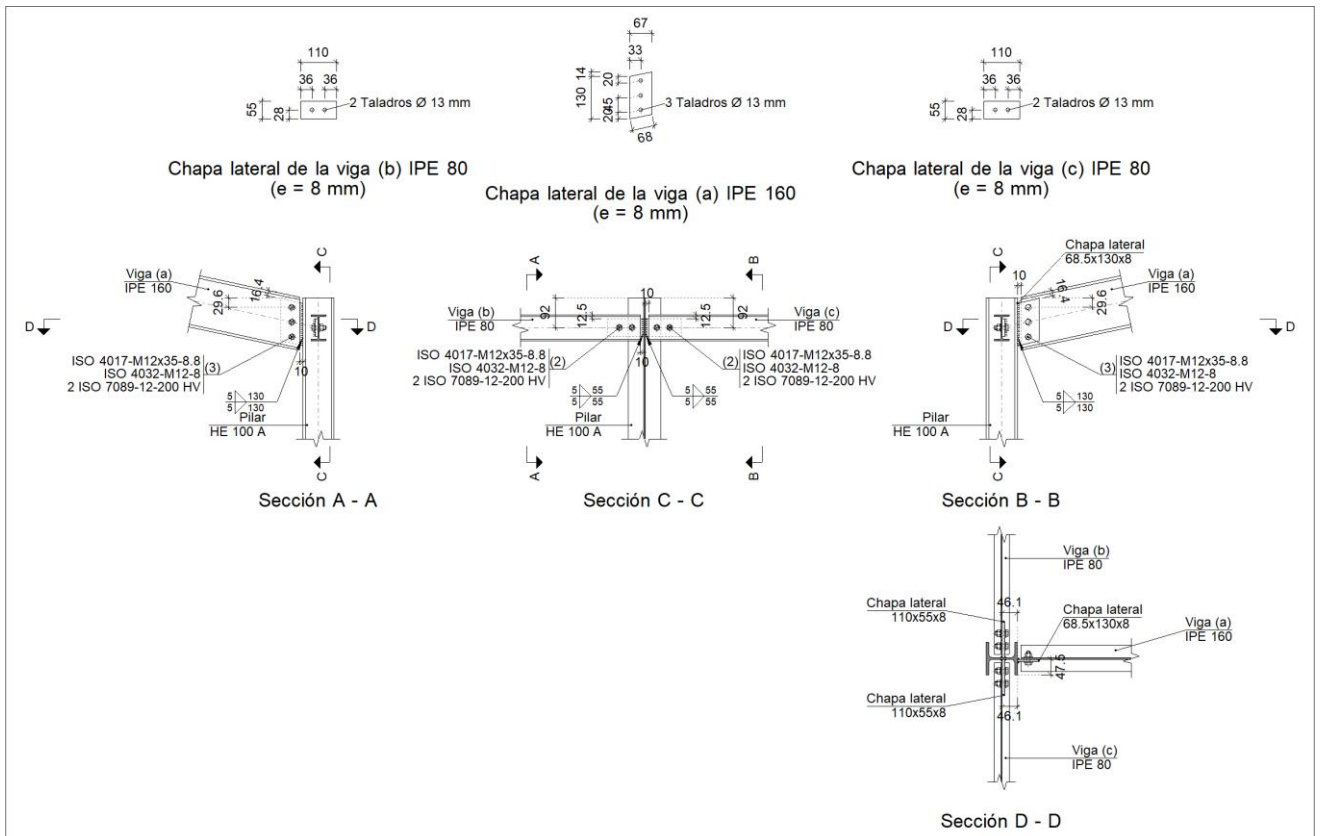 110
36
36
55
28
2 Taladros Ø 13 mm
Chapa lateral de la viga (b) IPE 80
(e = 8 mm)
67
33
14
130
20
45
20
3 Taladros Ø 13 mm
68
Chapa lateral de la viga (a) IPE 160
(e = 8 mm)
110
36
36
55
28
2 Taladros Ø 13 mm
Chapa lateral de la viga (c) IPE 80
(e = 8 mm)
C
Viga (a)
IPE 160
16.4
29.6
D
D
ISO 4017-M12x35-8.8
ISO 4032-M12-8
2 ISO 7089-12-200 HV
(3)
10
5
5
130
130
Pilar
HE 100 A
C
Sección A - A
A
B
10
Viga (b)
IPE 80
92
12.5
12.5
92
Viga (c)
IPE 80
ISO 4017-M12x35-8.8
ISO 4032-M12-8
2 ISO 7089-12-200 HV
(2)
10
(2)
ISO 4017-M12x35-8.8
ISO 4032-M12-8
2 ISO 7089-12-200 HV
5
5
55
55
5
5
55
55
Pilar
HE 100 A
A
B
Sección C - C
C
Chapa lateral
68.5x130x8
10
16.4
29.6
Viga (a)
IPE 160
D
D
(3)
ISO 4017-M12x35-8.8
ISO 4032-M12-8
2 ISO 7089-12-200 HV
5
5
130
130
Pilar
HE 100 A
C
Sección B - B
Viga (b)
IPE 80
Chapa lateral
110x55x8
46.1
Chapa lateral
68.5x130x8
Viga (a)
IPE 160
47.5
Chapa lateral
110x55x8
46.1
Viga (c)
IPE 80
Sección D - D